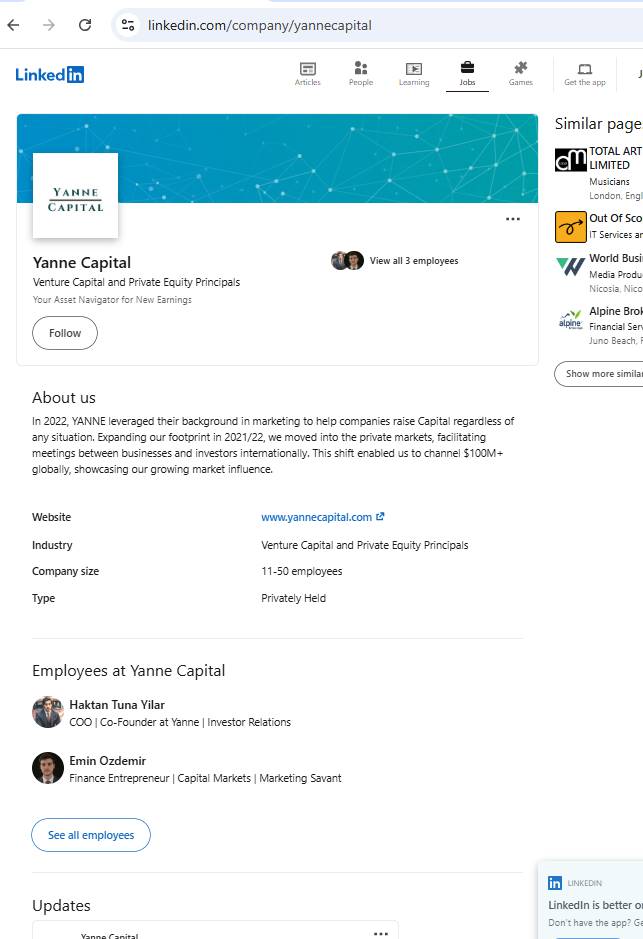 linkedin.com/company/yannecapital
Linked in
Articles
People
Learning
Jobs
Games
Get the app
YANNE
CAPITAL
Yanne Capital
Venture Capital and Private Equity Principals
Your Asset Navigator for New Earnings
View all 3 employees
Follow
About us
In 2022, YANNE leveraged their background in marketing to help companies raise Capital regardless of
any situation. Expanding our footprint in 2021/22, we moved into the private markets, facilitating
meetings between businesses and investors internationally. This shift enabled us to channel $100M+
globally, showcasing our growing market influence.
Website www.yannecapital.com
Industry Venture Capital and Private Equity Principals
Company size 11-50 employees
Type Privately Held
Employees at Yanne Capital
Haktan Tuna Yilar
COO | Co-Founder at Yanne | Investor Relations
Emin Ozdemir
Finance Entrepreneur | Capital Markets | Marketing Savant
See all employees
Updates
Yanne Capital
Similar page
TOTAL ART
LIMITED
Musicians
London, Engl
Out Of Sco
IT Services an
World Busi
Media Produ
Nicosia, Nico
alpine
Alpine Brok
Financial Serv
Juno Beach, F
Show more similar
in LINKEDIN
LinkedIn is better o
Don't have the app? Ge